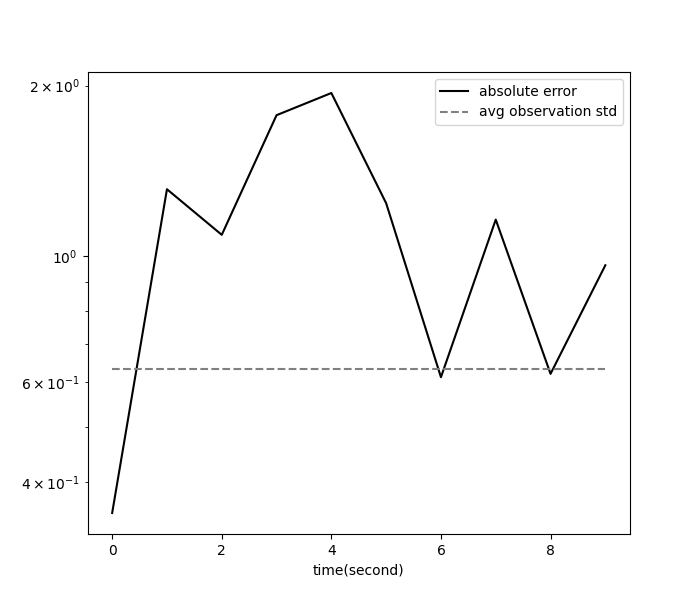 2 × 10⁰
absolute error
avg observation std
10⁰
6 × 10⁻¹
4 × 10⁻¹
0 2 4 6 8
time(second)